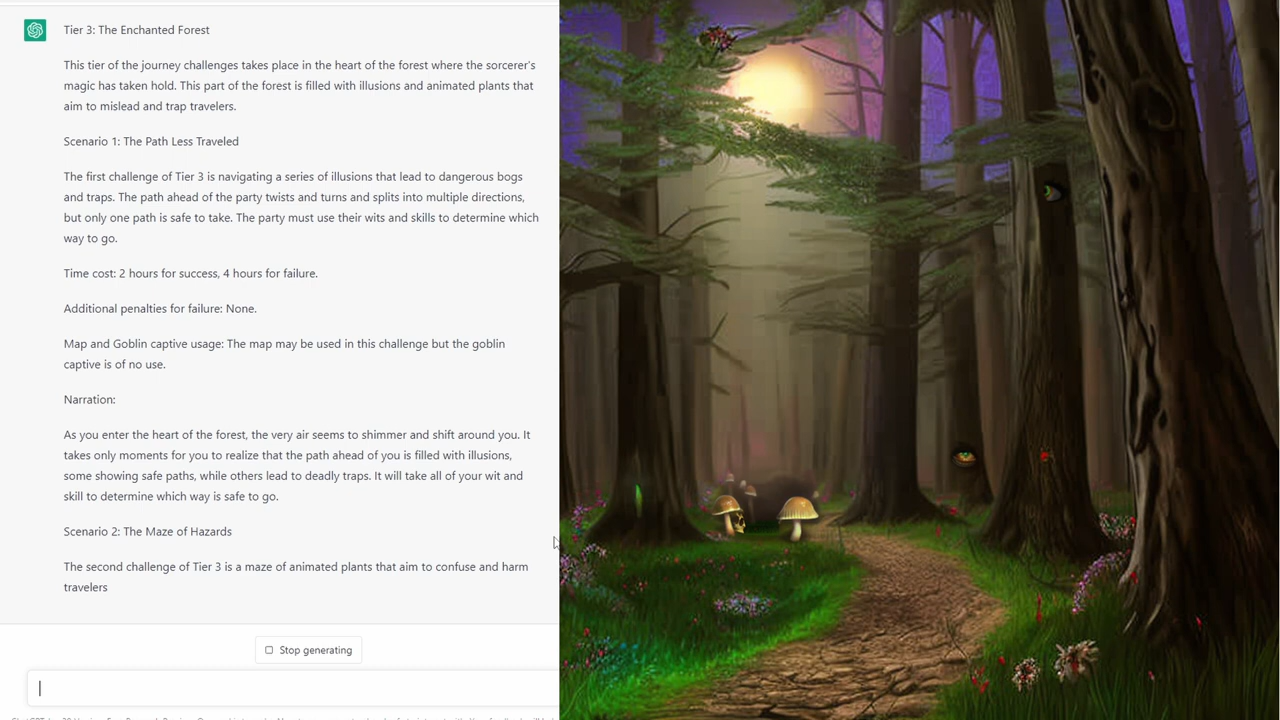 Tier 3: The Enchanted Forest
This tier of the journey challenges takes place in the heart of the forest where the sorcerer's
magic has taken hold. This part of the forest is filled with illusions and animated plants that
aim to mislead and trap travelers.
Scenario 1: The Path Less Traveled
The first challenge of Tier 3 is navigating a series of illusions that lead to dangerous bogs
and traps. The path ahead of the party twists and turns and splits into multiple directions,
but only one path is safe to take. The party must use their wits and skills to determine which
way to go.
Time cost: 2 hours for success, 4 hours for failure.
Additional penalties for failure: None.
Map and Goblin captive usage: The map may be used in this challenge but the goblin
captive is of no use.
Narration:
As you enter the heart of the forest, the very air seems to shimmer and shift around you. It
takes only moments for you to realize that the path ahead of you is filled with illusions,
some showing safe paths, while others lead to deadly traps. It will take all of your wit and
skill to determine which way is safe to go.
Scenario 2: The Maze of Hazards
The second challenge of Tier 3 is a maze of animated plants that aim to confuse and harm
travelers
Stop generating